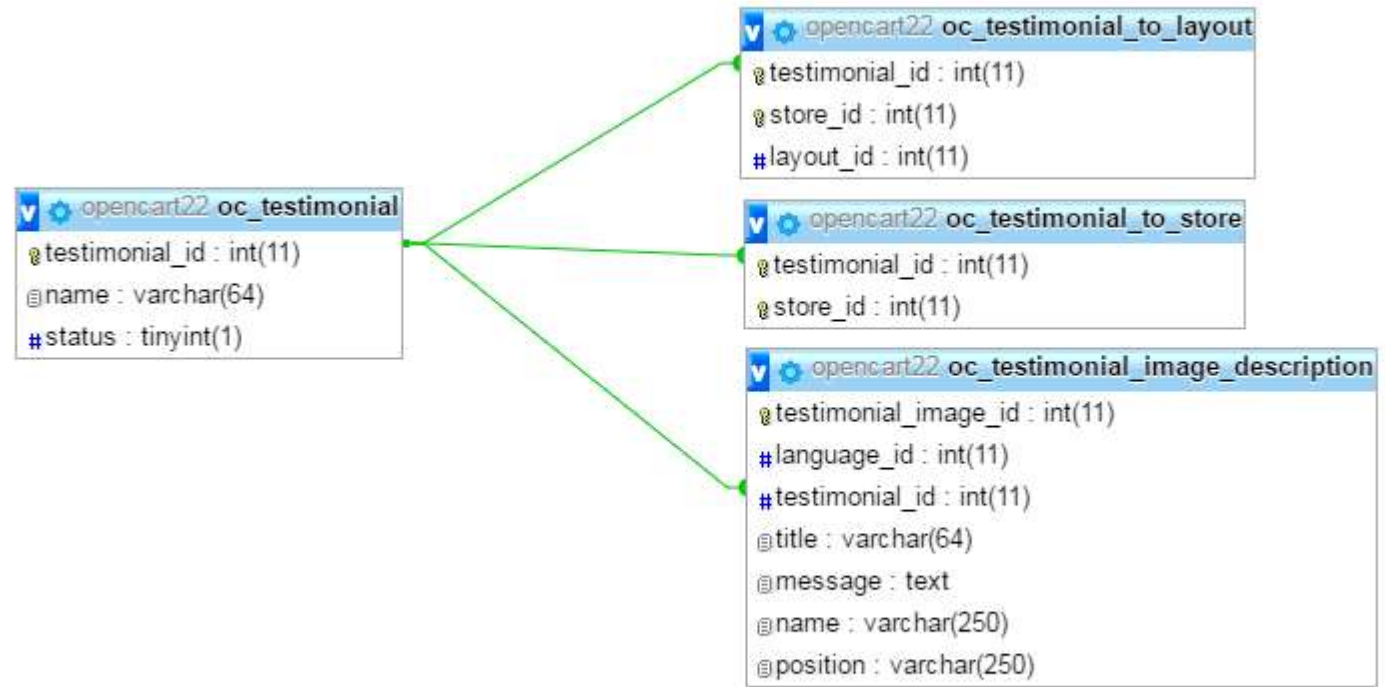 v opencart22 oc_testimonial_to_layout
testimonial_id : int(11)
store_id : int(11)
#layout_id : int(11)
v opencart22 oc_testimonial
testimonial_id : int(11)
name : varchar(64)
#status : tinyint(1)
v opencart22 oc_testimonial_to_store
testimonial_id : int(11)
store_id : int(11)
v opencart22 oc_testimonial_image_description
testimonial_image_id : int(11)
#language_id : int(11)
#testimonial_id : int(11)
title : varchar(64)
message : text
name : varchar(250)
position : varchar(250)